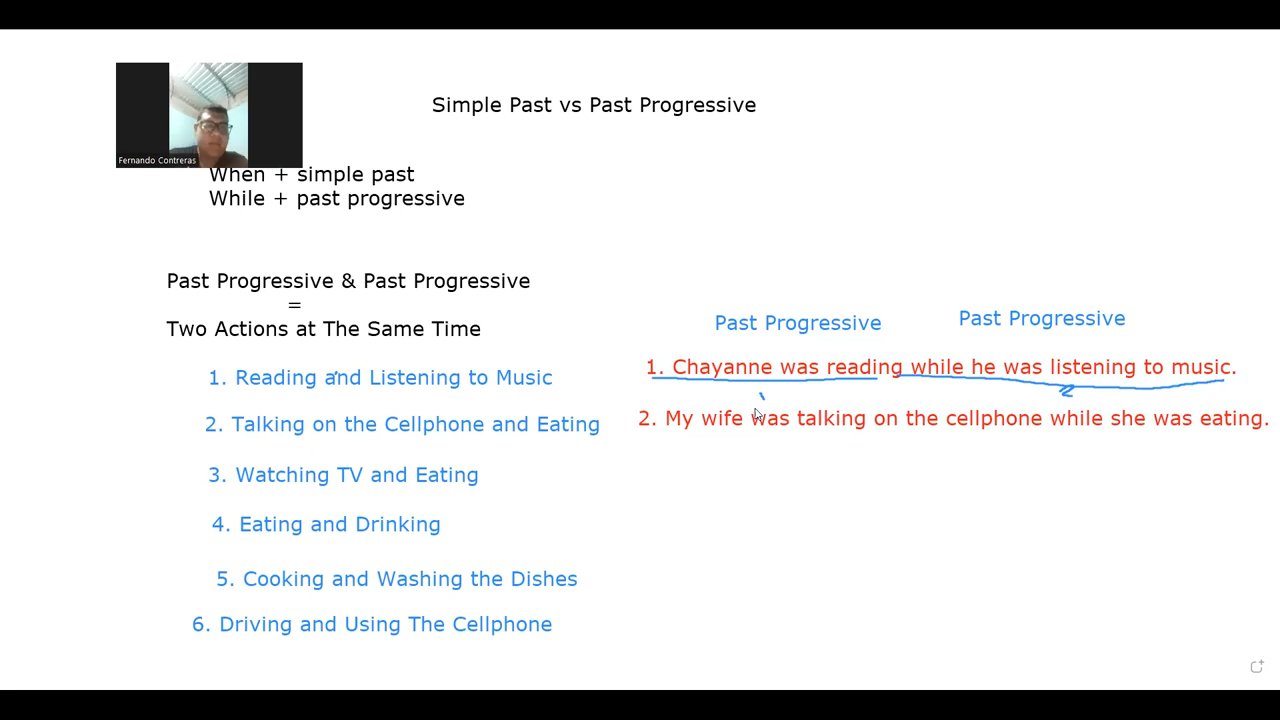 Simple Past vs Past Progressive
Fernando Contreras
When + simple past
While + past progressive
Past Progressive & Past Progressive
=
Two Actions at The Same Time
1. Reading and Listening to Music
2. Talking on the Cellphone and Eating
3. Watching TV and Eating
4. Eating and Drinking
5. Cooking and Washing the Dishes
6. Driving and Using The Cellphone
Past Progressive
Past Progressive
1. Chayanne was reading while he was listening to music.
2. My wife was talking on the cellphone while she was eating.